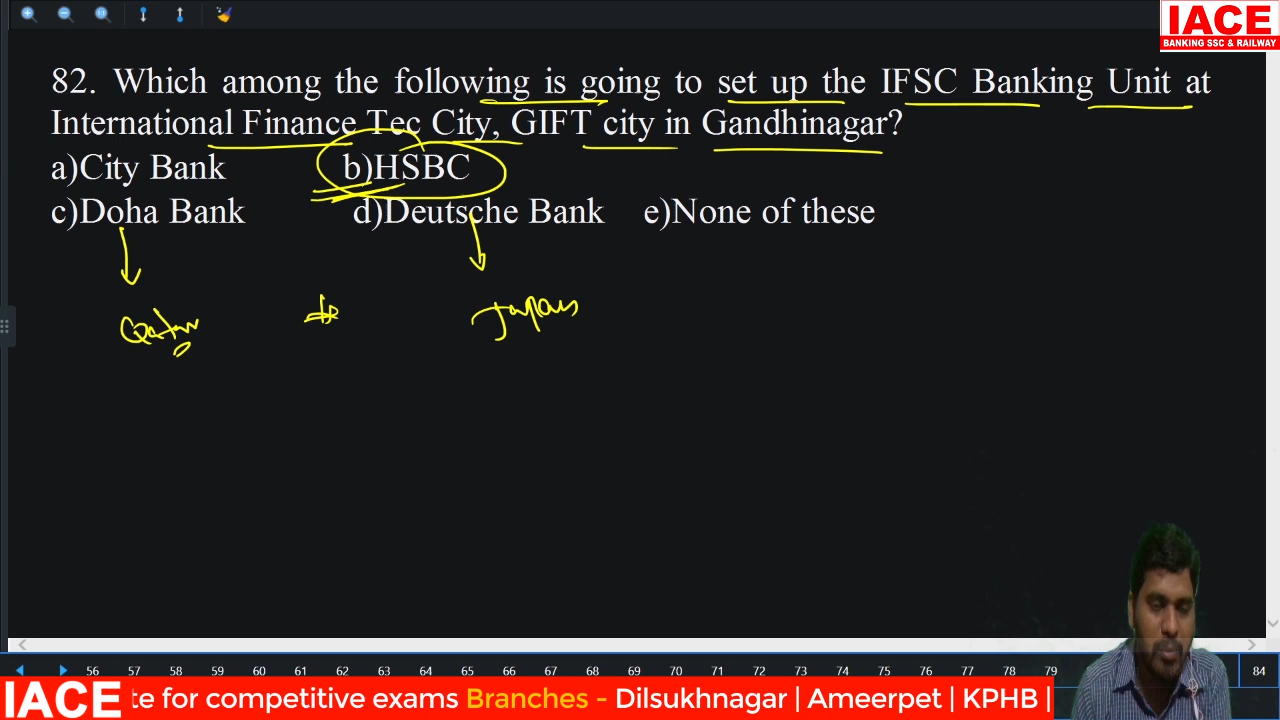 IACE
BANKING SSC & RAILWAY
82. Which among the following is going to set up the IFSC Banking Unit at
International Finance Tec City, GIFT city in Gandhinagar?
a)City Bank b)HSBC
c)Doha Bank d)Deutsche Bank e)None of these
Qatar Japan
56 57 58 59 60 61 62 63 64 65 66 67 68 69 70 71 72 73 74 75 76 77 78 79 84
IACE te for competitive exams Branches - Dilsukhnagar | Ameerpet | KPHB |